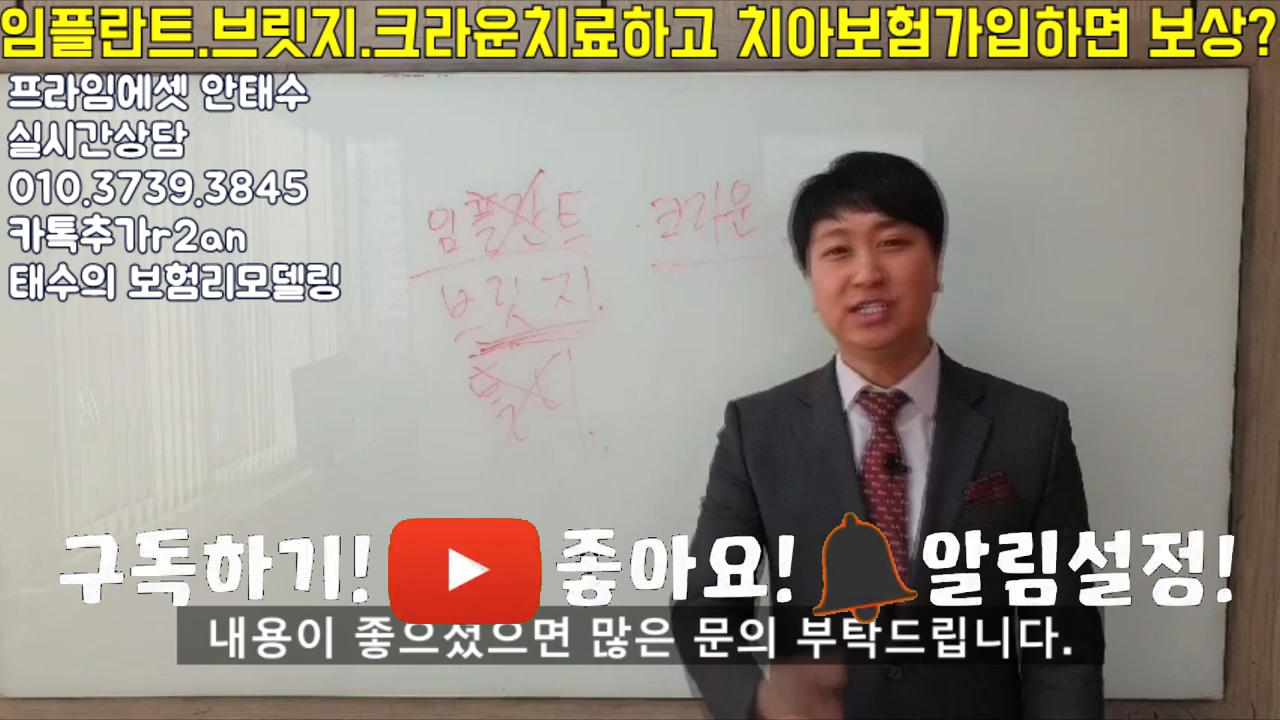 임플란트.브릿지.크라운치료하고 치아보험가입하면 보상?
프라임에셋 안태수
실시간상담
010.3739.3845
카톡추가r2an
태수의 보험리모델링
임플란트 크라운
브릿지.
구독하기! 좋아요! 알림설정!
내용이 좋으셨으면 많은 문의 부탁드립니다.